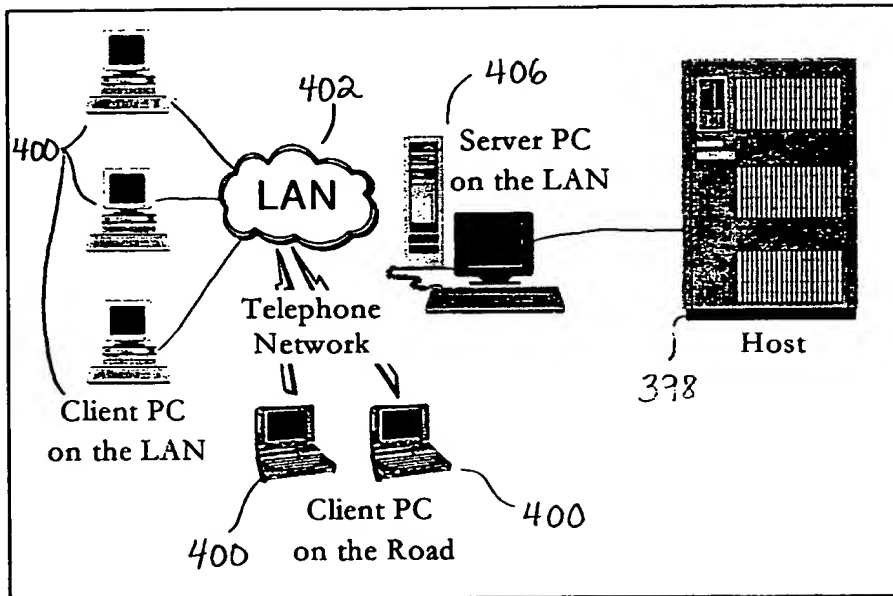 402
406
400
LAN
Server PC
on the LAN
Telephone
Network
Host
398
Client PC
on the LAN
400
Client PC
on the Road
400